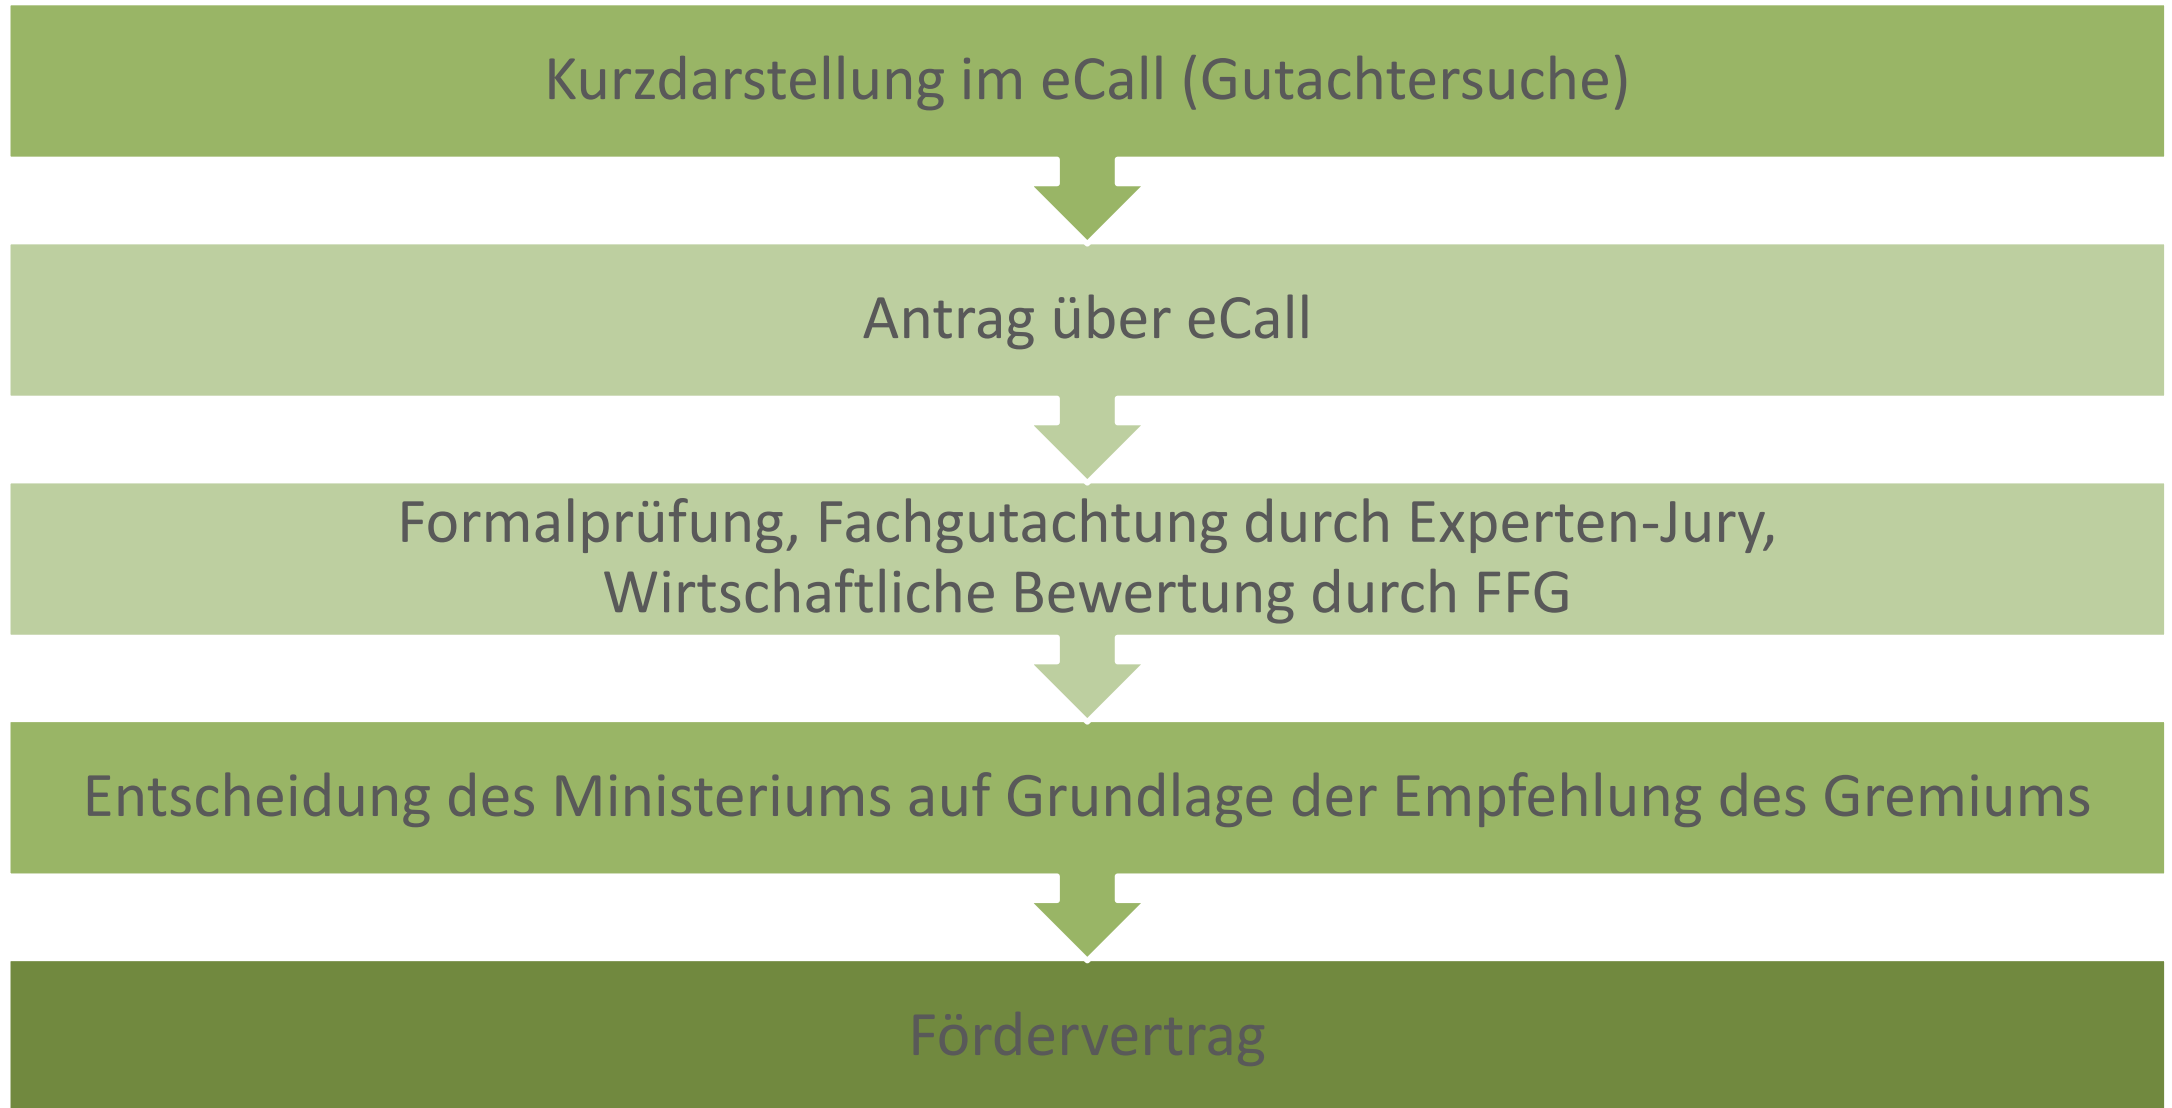 Kurzdarstellung im eCall (Gutachtersuche)
Antrag über eCall
Formalprüfung, Fachgutachtung durch Experten-Jury,
Wirtschaftliche Bewertung durch FFG
Entscheidung des Ministeriums auf Grundlage der Empfehlung des Gremiums
Fördervertrag